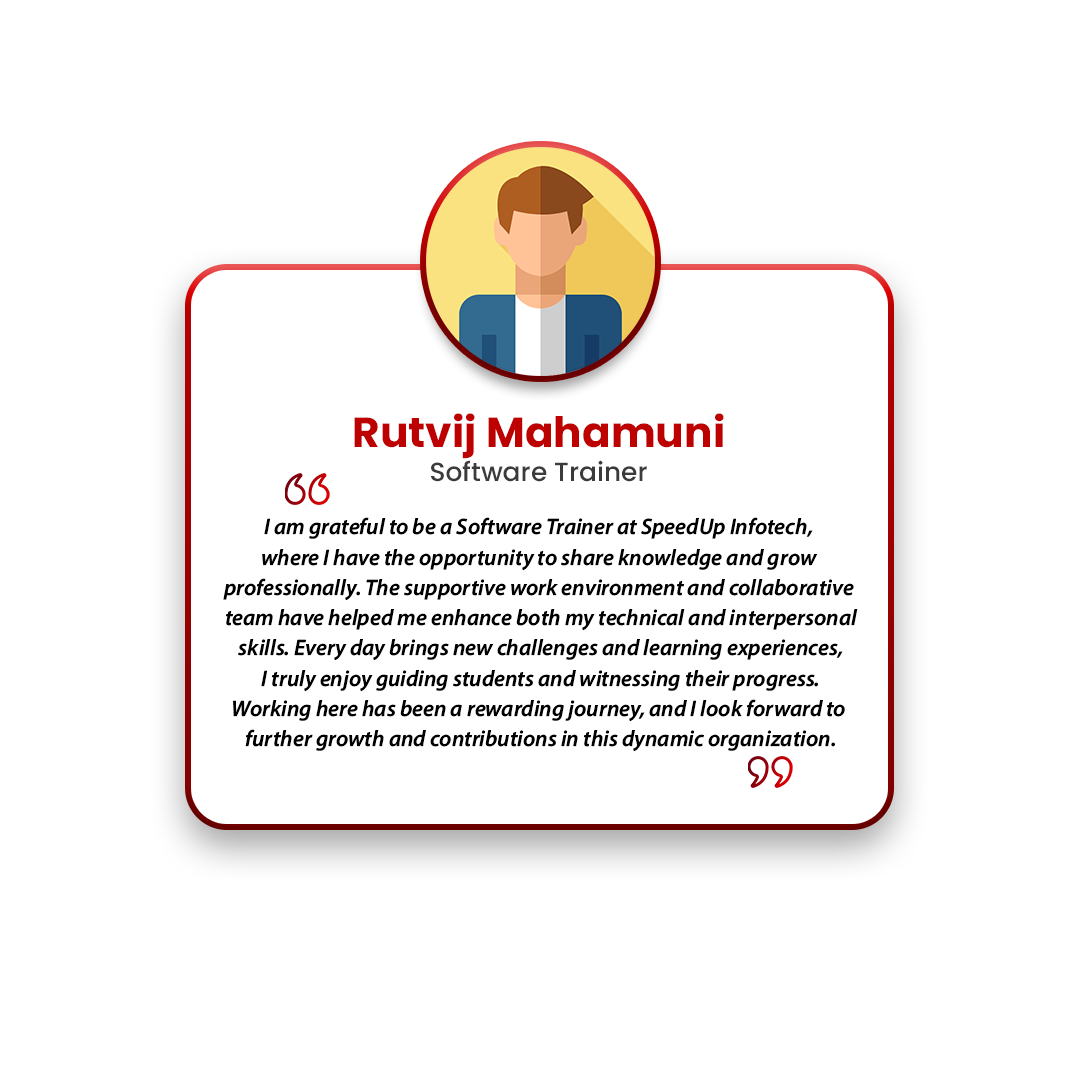 Rutvij Mahamuni
Software Trainer
“
I am grateful to be a Software Trainer at SpeedUp Infotech,
where I have the opportunity to share knowledge and grow
professionally. The supportive work environment and collaborative
team have helped me enhance both my technical and interpersonal
skills. Every day brings new challenges and learning experiences,
I truly enjoy guiding students and witnessing their progress.
Working here has been a rewarding journey, and I look forward to
further growth and contributions in this dynamic organization.
”